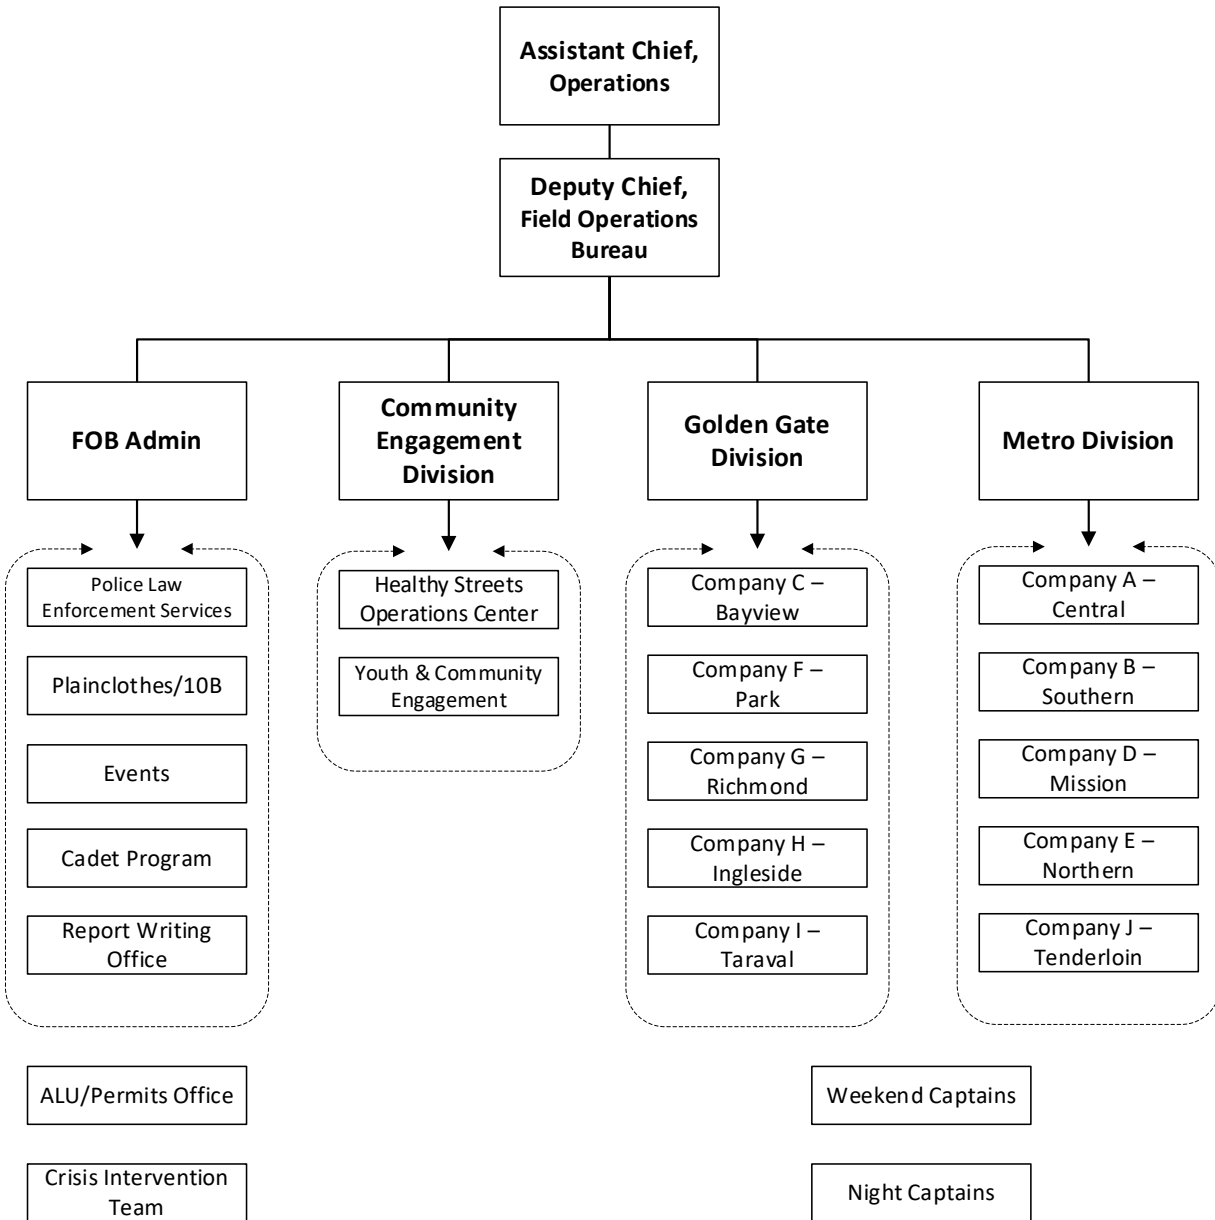 Assistant Chief,
Operations
Deputy Chief,
Field Operations
Bureau
FOB Admin
Community
Engagement
Division
Golden Gate
Division
Metro Division
Police Law
Enforcement Services
Plainclothes/10B
Events
Cadet Program
Report Writing
Office
Healthy Streets
Operations Center
Youth & Community
Engagement
Company C –
Bayview
Company F –
Park
Company G –
Richmond
Company H –
Ingleside
Company I –
Taraval
Company A –
Central
Company B –
Southern
Company D –
Mission
Company E –
Northern
Company J –
Tenderloin
ALU/Permits Office
Crisis Intervention
Team
Weekend Captains
Night Captains